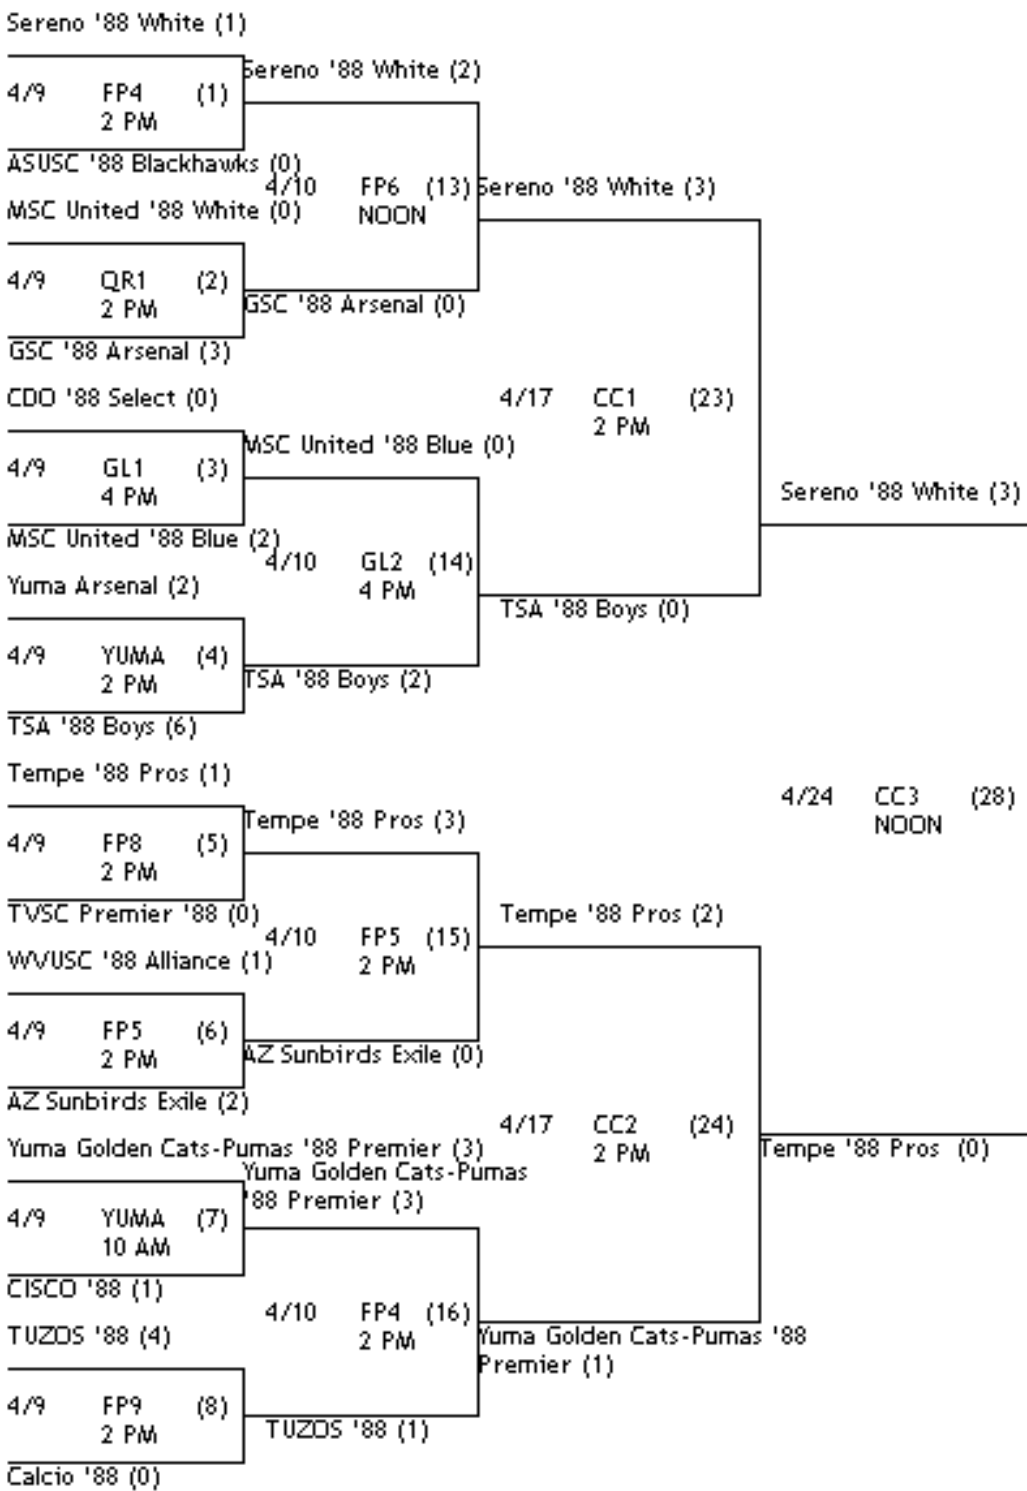 Sereno '88 White (1)
Sereno '88 White (2)
4/9 FP4 (1)
2 PM
ASUSC '88 Blackhawks (0)
4/10 FP6 (13)
NOON
Sereno '88 White (3)
MSC United '88 White (0)
4/9 QR1 (2)
2 PM
GSC '88 Arsenal (0)
GSC '88 Arsenal (3)
CDO '88 Select (0)
4/17 CC1 (23)
2 PM
MSC United '88 Blue (0)
4/9 GL1 (3)
4 PM
Sereno '88 White (3)
MSC United '88 Blue (2)
4/10 GL2 (14)
4 PM
Yuma Arsenal (2)
TSA '88 Boys (0)
4/9 YUMA (4)
2 PM
TSA '88 Boys (2)
TSA '88 Boys (6)
Tempe '88 Pros (1)
4/24 CC3 (28)
NOON
Tempe '88 Pros (3)
4/9 FP8 (5)
2 PM
TVSC Premier '88 (0)
Tempe '88 Pros (2)
4/10 FP5 (15)
2 PM
WVUSC '88 Alliance (1)
4/9 FP5 (6)
2 PM
AZ Sunbirds Exile (0)
AZ Sunbirds Exile (2)
4/17 CC2 (24)
2 PM
Yuma Golden Cats-Pumas '88 Premier (3)
Tempe '88 Pros (0)
Yuma Golden Cats-Pumas
'88 Premier (3)
4/9 YUMA (7)
10 AM
CISCO '88 (1)
4/10 FP4 (16)
2 PM
TUZOS '88 (4)
Yuma Golden Cats-Pumas '88
Premier (1)
4/9 FP9 (8)
2 PM
TUZOS '88 (1)
Calcio '88 (0)